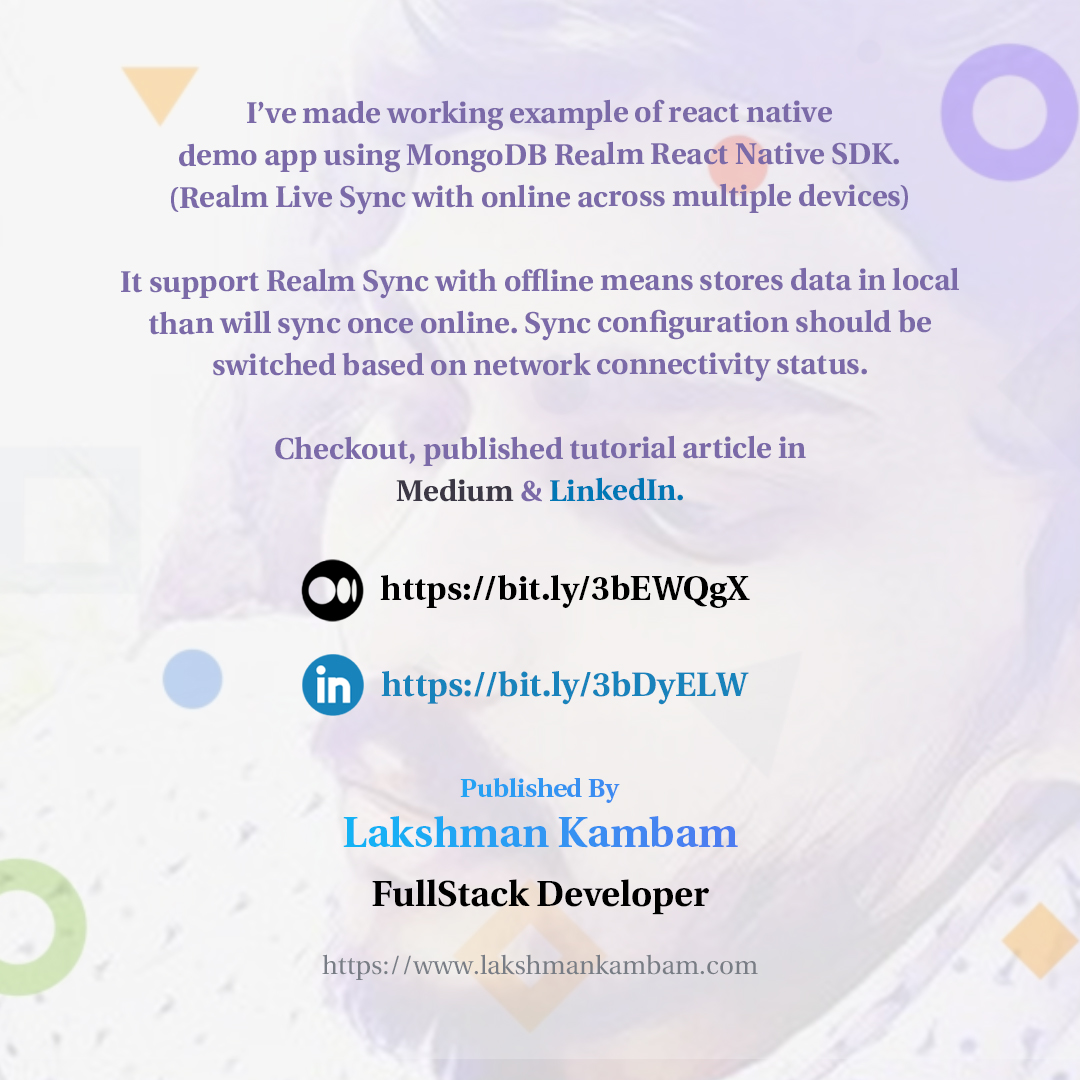 I’ve made working example of react native
demo app using MongoDB Realm React Native SDK.
(Realm Live Sync with online across multiple devices)
It support Realm Sync with offline means stores data in local
than will sync once online. Sync configuration should be
switched based on network connectivity status.
Checkout, published tutorial article in
Medium & LinkedIn.
https://bit.ly/3bEWQgX
in https://bit.ly/3bDyELW
Published By
Lakshman Kambam
FullStack Developer
https://www.lakshmankambam.com